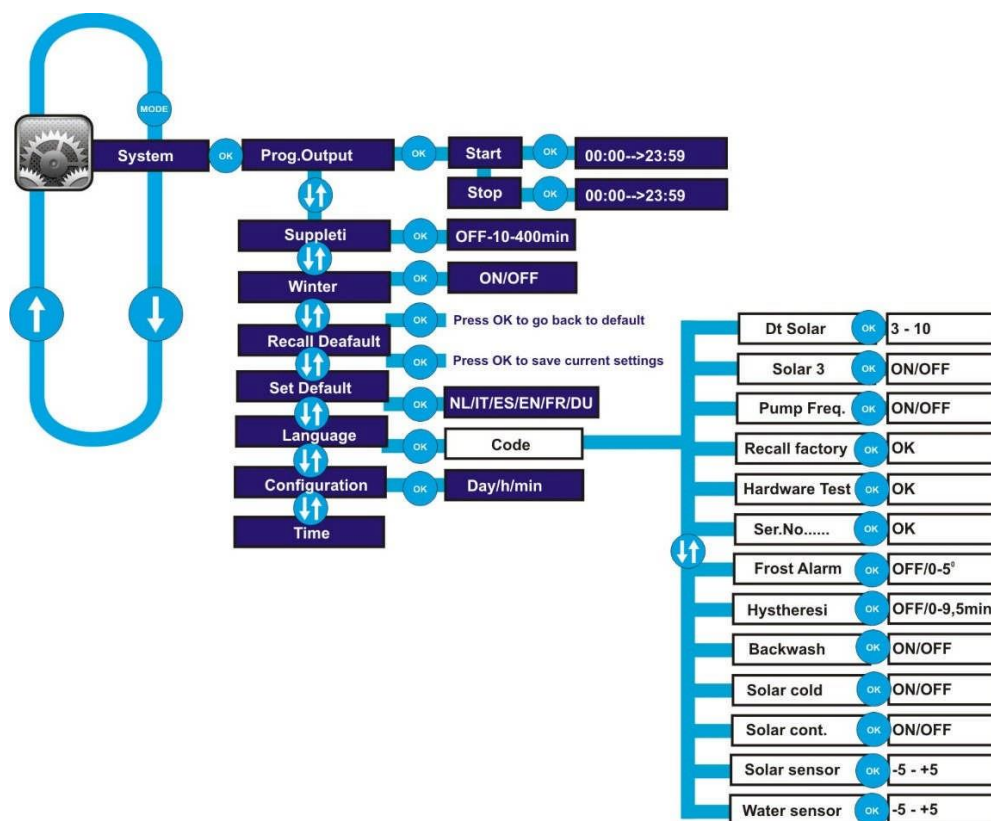 MODE
System OK Prog.Output OK Start OK 00:00-->23:59
Stop OK 00:00-->23:59
Suppleti OK OFF-10-400min
Winter OK ON/OFF
OK Press OK to go back to default
Recall Deafault
OK Press OK to save current settings
Set Default
OK NL/IT/ES/EN/FR/DU
Language
OK Code
Configuration OK Day/h/min
Time
Dt Solar OK 3 - 10
Solar 3 OK ON/OFF
Pump Freq. OK ON/OFF
Recall factory OK OK
Hardware Test OK OK
Ser.No...... OK OK
Frost Alarm OK OFF/0-5⁰
Hystheresi OK OFF/0-9,5min
Backwash OK ON/OFF
Solar cold OK ON/OFF
Solar cont. OK ON/OFF
Solar sensor OK -5 - +5
Water sensor OK -5 - +5